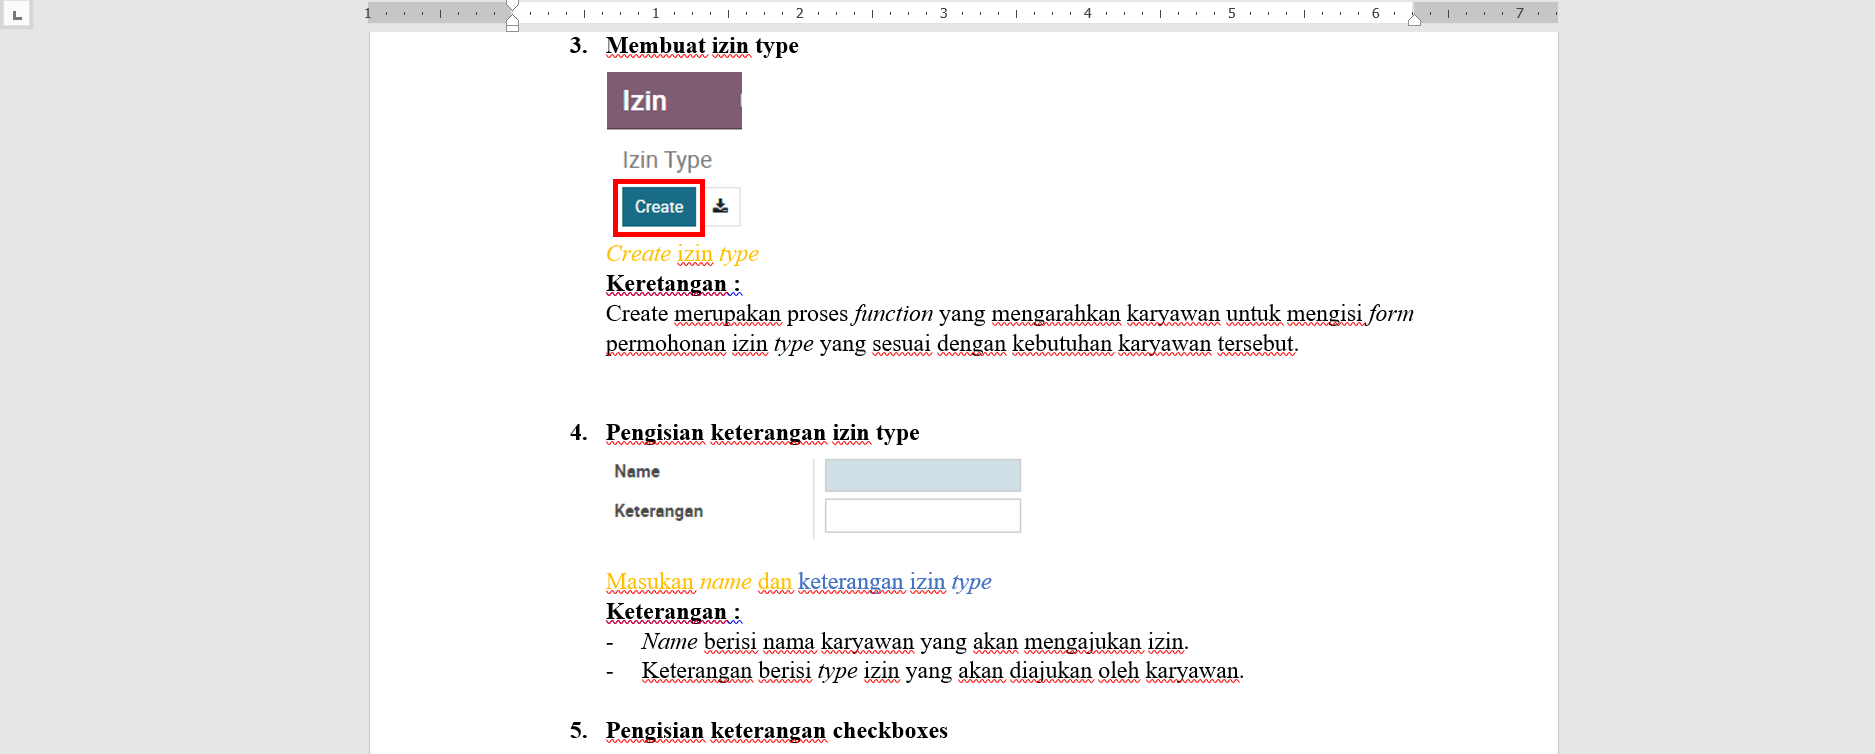 1 1 2 3 4 5 6 7
3. Membuat izin type
Izin
Izin Type
Create
Create izin type
Keretangan :
Create merupakan proses function yang mengarahkan karyawan untuk mengisi form
permohonan izin type yang sesuai dengan kebutuhan karyawan tersebut.
4. Pengisian keterangan izin type
Name
Keterangan
Masukan name dan keterangan izin type
Keterangan :
- Name berisi nama karyawan yang akan mengajukan izin.
- Keterangan berisi type izin yang akan diajukan oleh karyawan.
5. Pengisian keterangan checkboxes